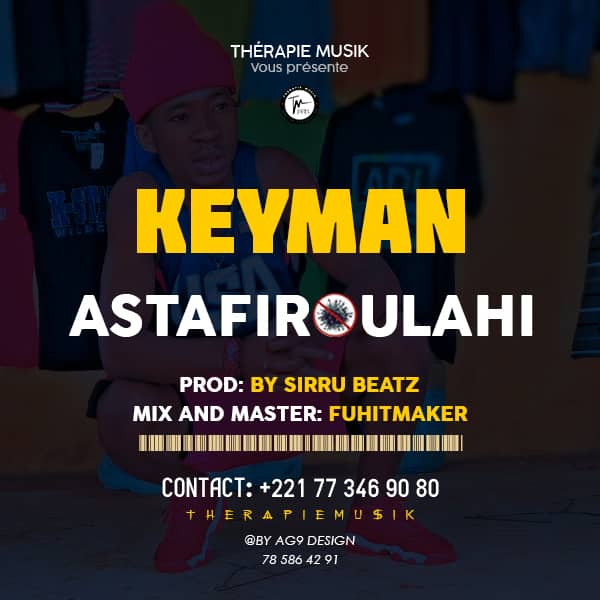 THÉRAPIE MUSIK
Vous présente
TM
KEYMAN
ASTAFIROULAHI
PROD: BY SIRRU BEATZ
MIX AND MASTER: FUHITMAKER
CONTACT: +221 77 346 90 80
THERAPIEMUSIK
@BY AG9 DESIGN
78 586 42 91